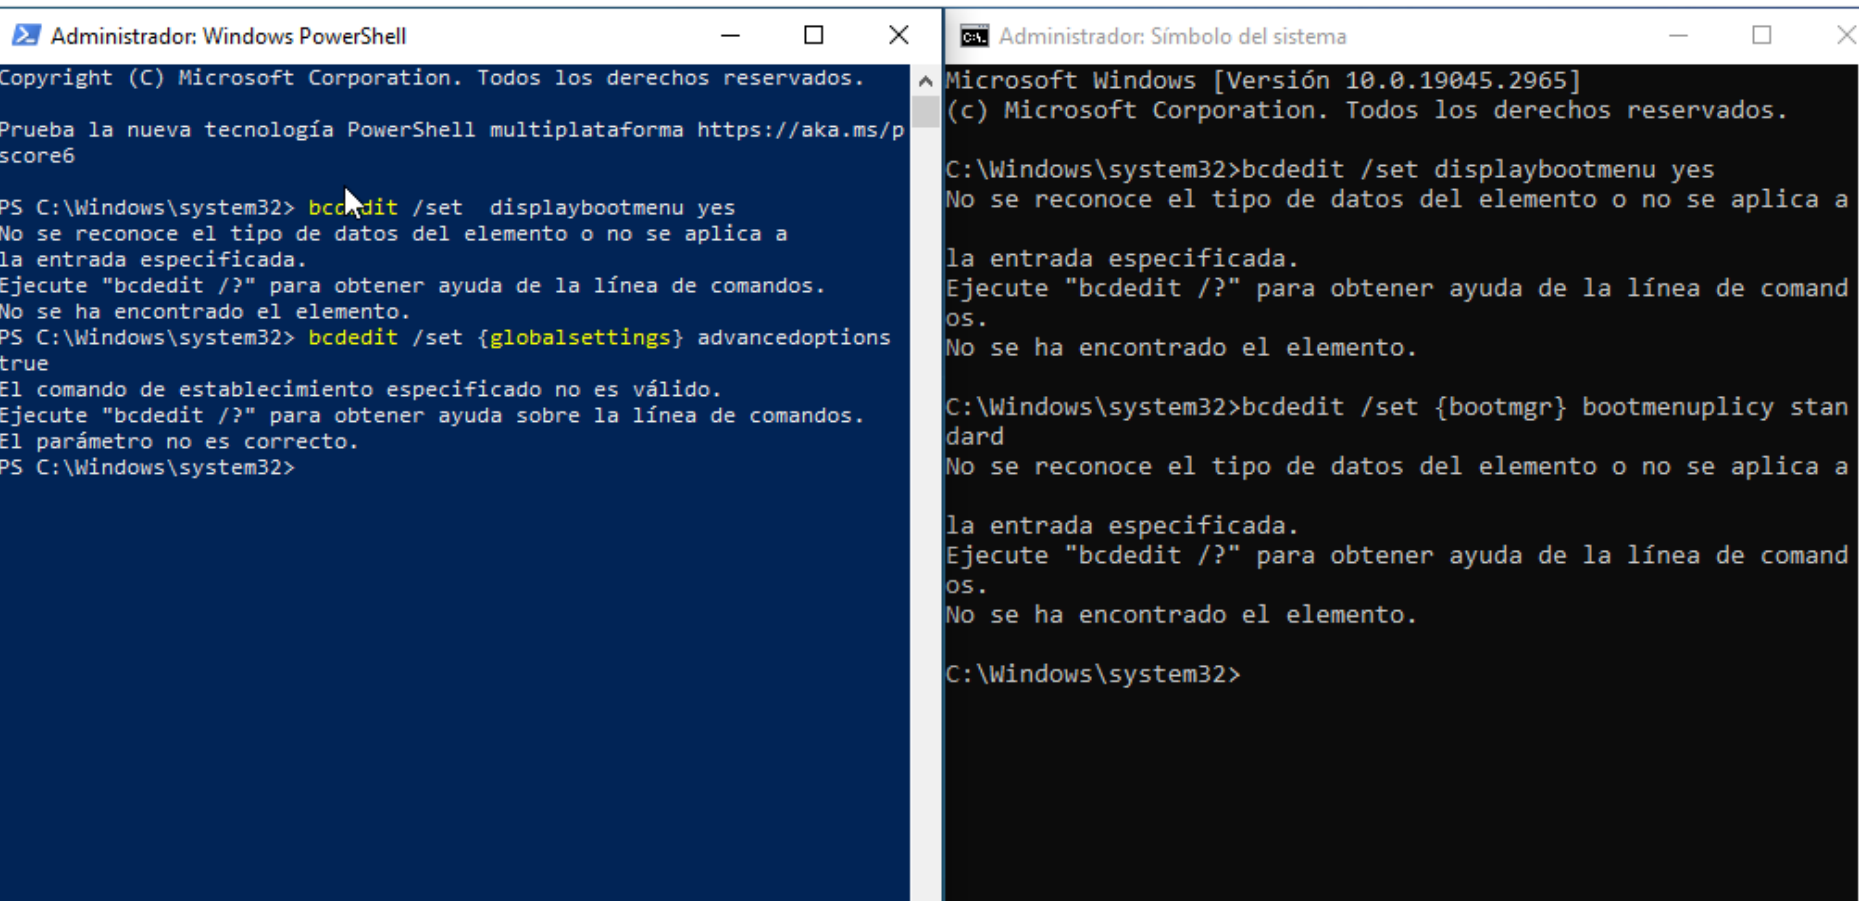 Administrador: Windows PowerShell
Copyright (C) Microsoft Corporation. Todos los derechos reservados.
Prueba la nueva tecnología PowerShell multiplataforma https://aka.ms/p
score6
PS C:\Windows\system32> bcdedit /set  displaybootmenu yes
No se reconoce el tipo de datos del elemento o no se aplica a
la entrada especificada.
Ejecute "bcdedit /?" para obtener ayuda de la línea de comandos.
No se ha encontrado el elemento.
PS C:\Windows\system32> bcdedit /set {globalsettings} advancedoptions
true
El comando de establecimiento especificado no es válido.
Ejecute "bcdedit /?" para obtener ayuda sobre la línea de comandos.
El parámetro no es correcto.
PS C:\Windows\system32>
Administrador: Símbolo del sistema
Microsoft Windows [Versión 10.0.19045.2965]
(c) Microsoft Corporation. Todos los derechos reservados.
C:\Windows\system32>bcdedit /set displaybootmenu yes
No se reconoce el tipo de datos del elemento o no se aplica a
la entrada especificada.
Ejecute "bcdedit /?" para obtener ayuda de la línea de comand
os.
No se ha encontrado el elemento.
C:\Windows\system32>bcdedit /set {bootmgr} bootmenuplicy stan
dard
No se reconoce el tipo de datos del elemento o no se aplica a
la entrada especificada.
Ejecute "bcdedit /?" para obtener ayuda de la línea de comand
os.
No se ha encontrado el elemento.
C:\Windows\system32>